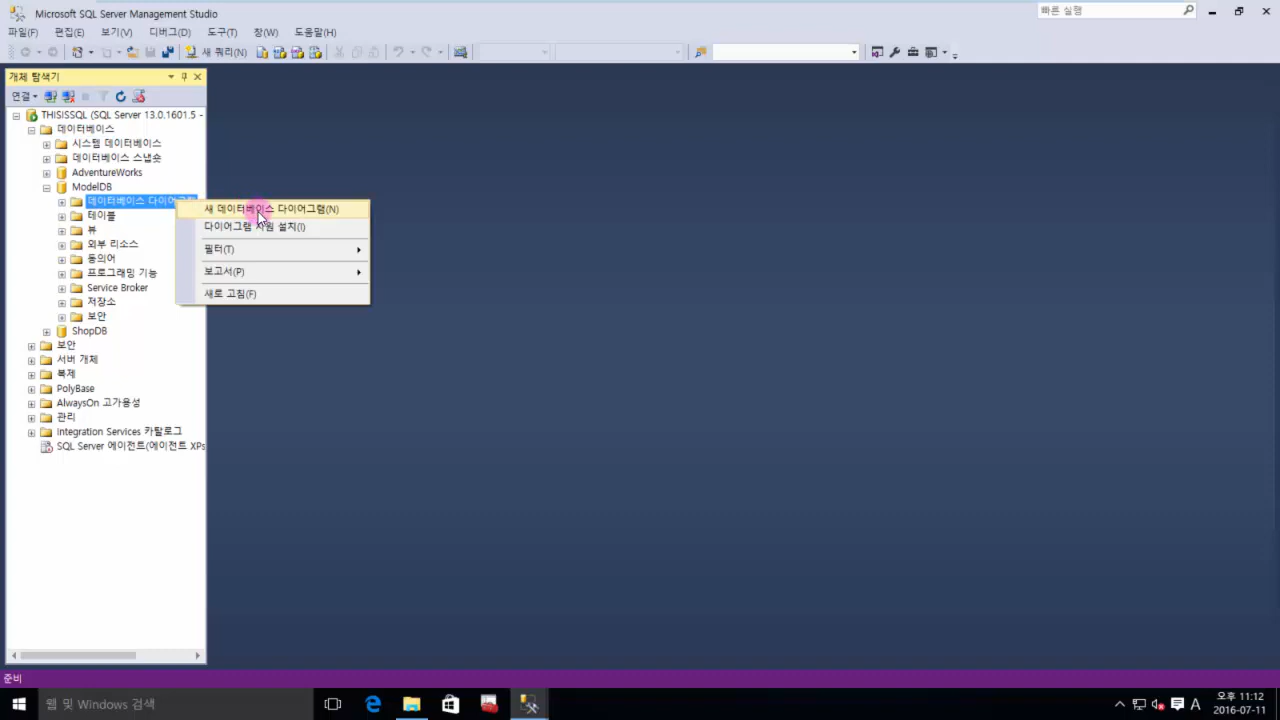 Microsoft SQL Server Management Studio
빠른 실행
파일(F) 편집(E) 보기(V) 디버그(D) 도구(T) 창(W) 도움말(H)
새 쿼리(N)
개체 탐색기
연결
THISISSQL (SQL Server 13.0.1601.5 -
데이터베이스
시스템 데이터베이스
데이터베이스 스냅숏
AdventureWorks
ModelDB
데이터베이스 다이어그램
새 데이터베이스 다이어그램(N)
테이블
다이어그램 지원 설치(I)
뷰
외부 리소스
필터(T)
동의어
프로그래밍 기능
보고서(P)
Service Broker
새로 고침(F)
저장소
보안
ShopDB
보안
서버 개체
복제
PolyBase
AlwaysOn 고가용성
관리
Integration Services 카탈로그
SQL Server 에이전트(에이전트 XPs
준비
웹 및 Windows 검색
A
오후 11:12
2016-07-11